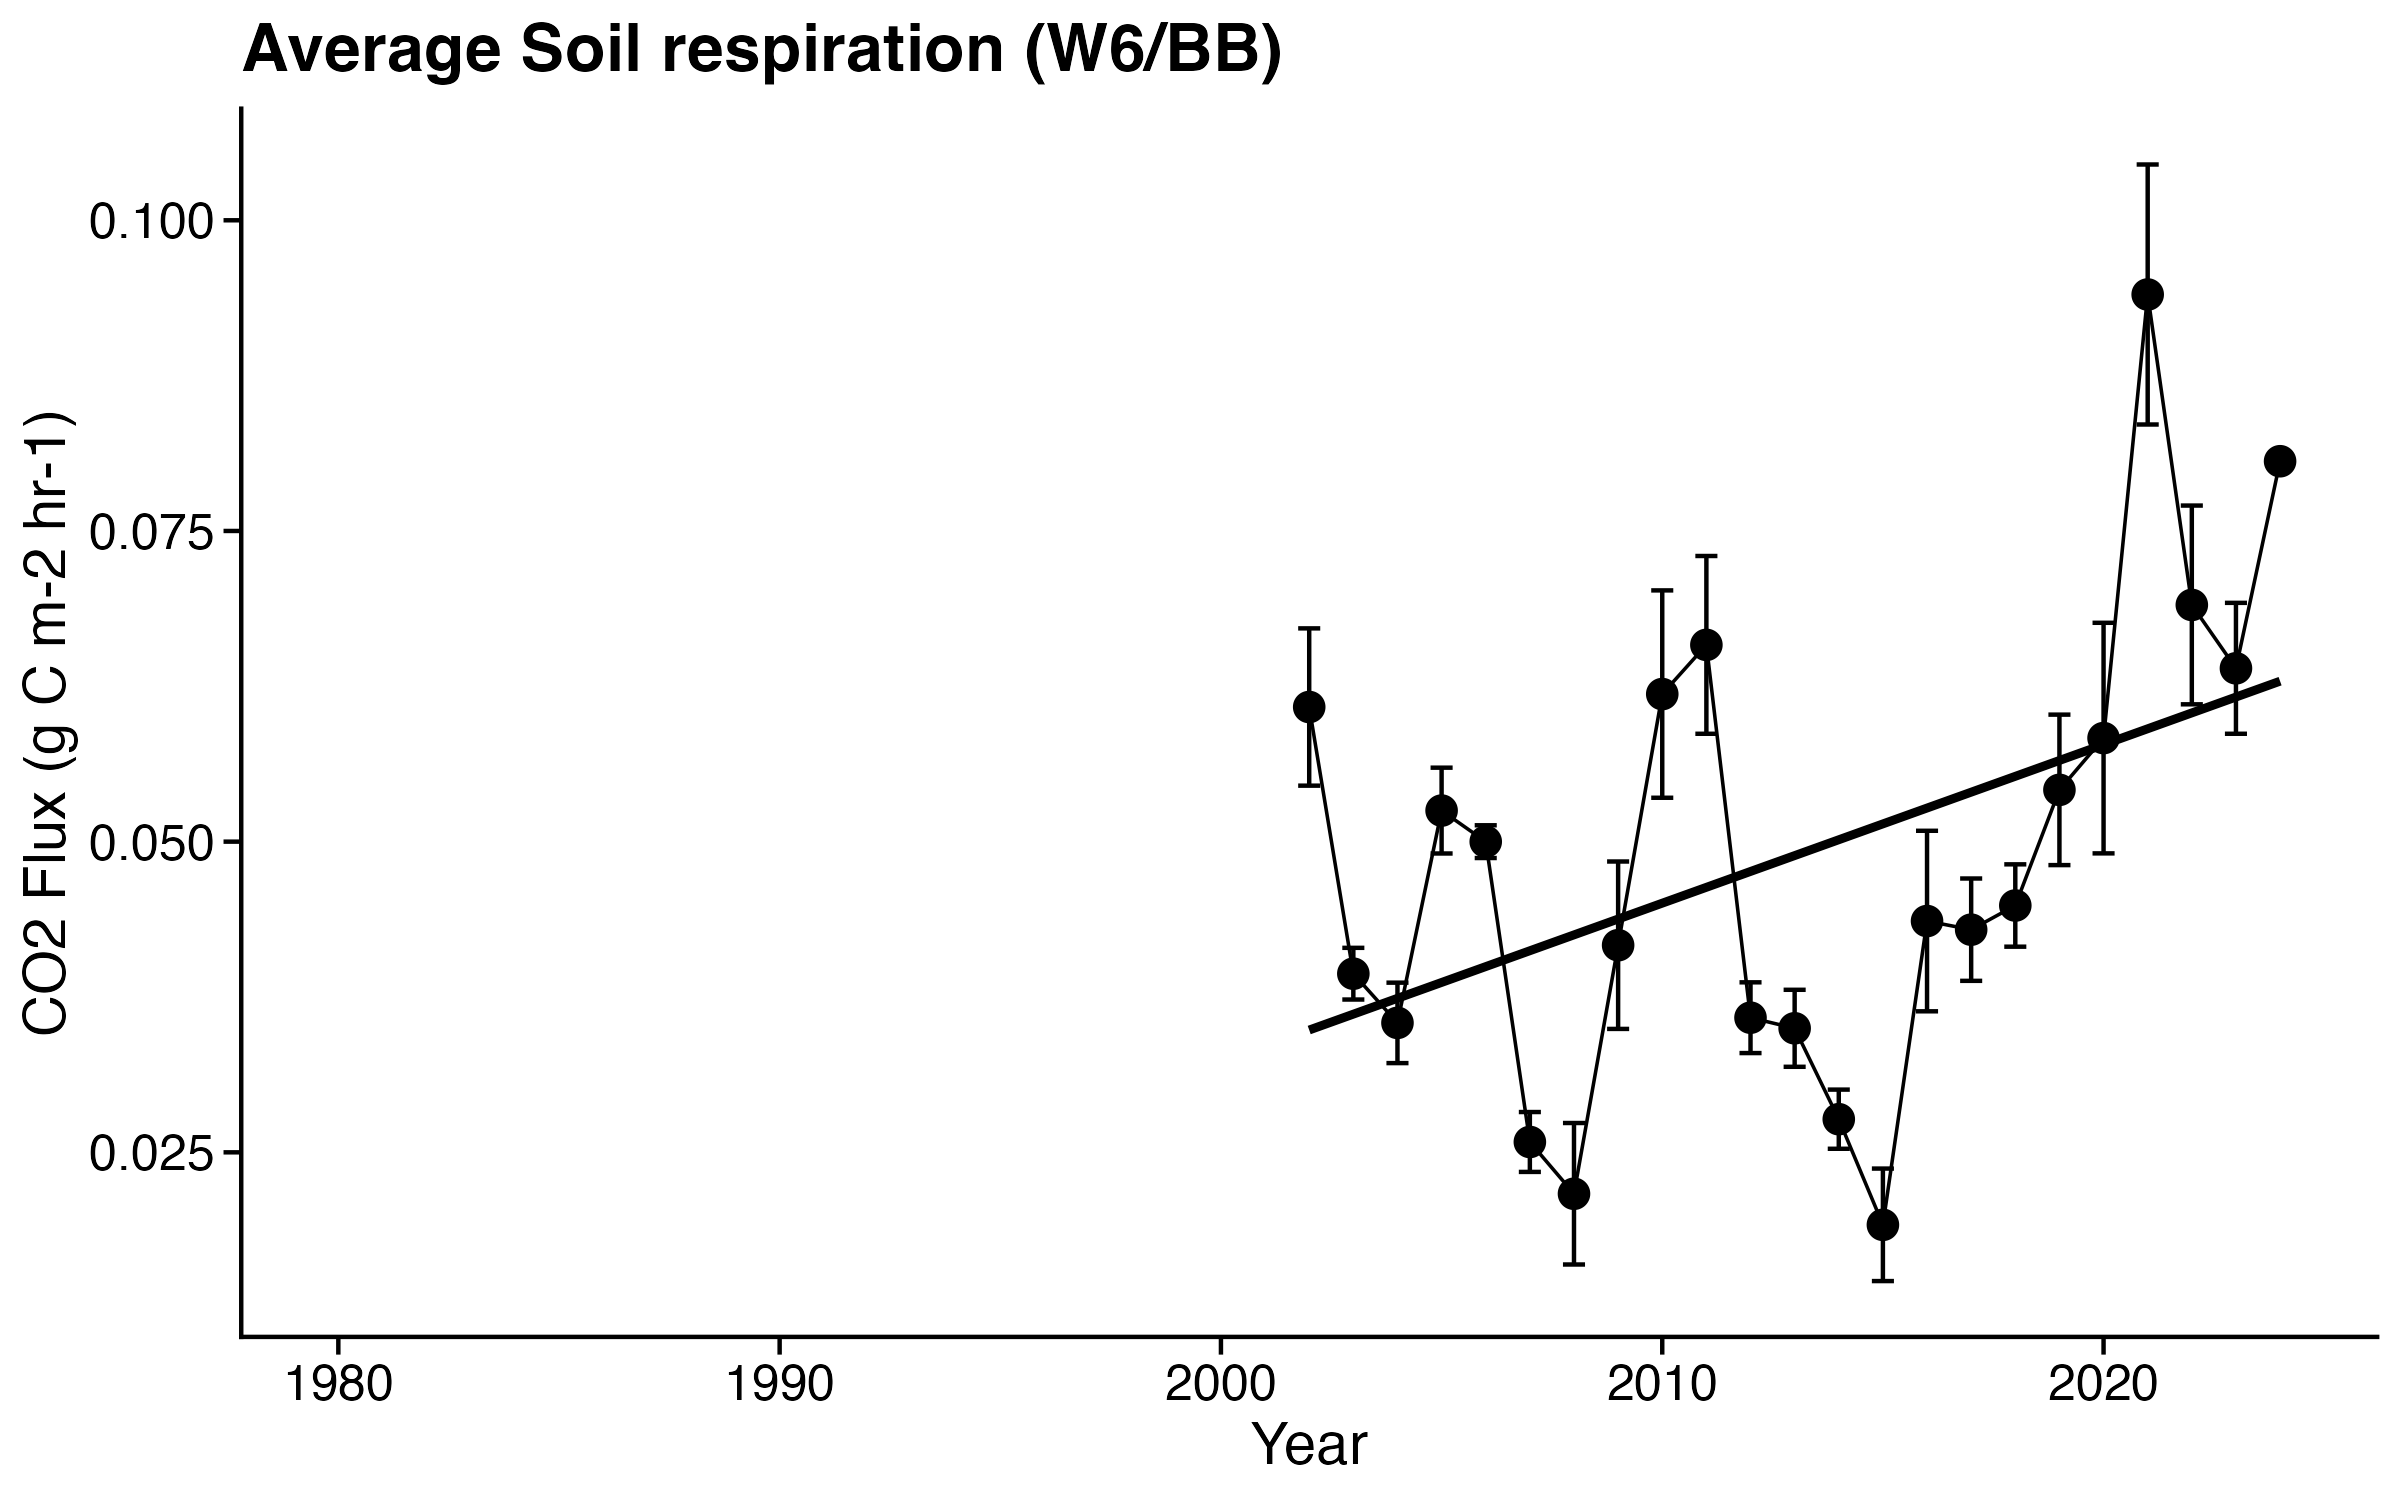 Average Soil respiration (W6/BB)
CO2 Flux (g C m-2 hr-1)
0.100
0.075
0.050
0.025
1980 1990 2000 2010 2020
Year